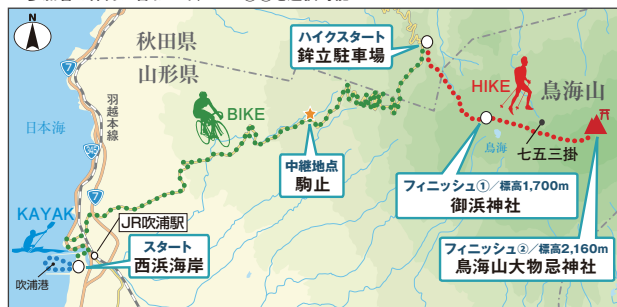 N
7
秋田県
山形県
羽越本線
日本海
345
7
ハイクスタート
鉾立駐車場
HIKE
鳥海山
BIKE
中継地点
駒止
鳥海
七五三掛
フィニッシュ①/標高1,700m
御浜神社
KAYAK
JR吹浦駅
スタート
西浜海岸
吹浦港
フィニッシュ②/標高2,160m
鳥海山大物忌神社